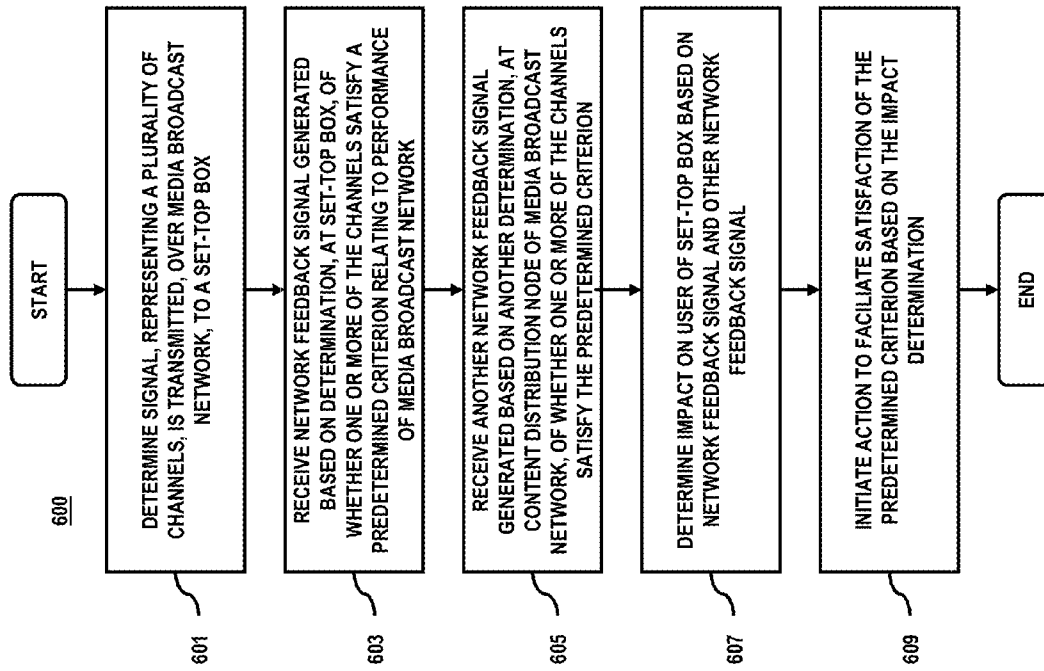 600
START
601
DETERMINE SIGNAL, REPRESENTING A PLURALITY OF
CHANNELS, IS TRANSMITTED, OVER MEDIA BROADCAST
NETWORK, TO A SET-TOP BOX
603
RECEIVE NETWORK FEEDBACK SIGNAL GENERATED
BASED ON DETERMINATION, AT SET-TOP BOX, OF
WHETHER ONE OR MORE OF THE CHANNELS SATISFY A
PREDETERMINED CRITERION RELATING TO PERFORMANCE
OF MEDIA BROADCAST NETWORK
605
RECEIVE ANOTHER NETWORK FEEDBACK SIGNAL
GENERATED BASED ON ANOTHER DETERMINATION, AT
CONTENT DISTRIBUTION NODE OF MEDIA BROADCAST
NETWORK, OF WHETHER ONE OR MORE OF THE CHANNELS
SATISFY THE PREDETERMINED CRITERION
607
DETERMINE IMPACT ON USER OF SET-TOP BOX BASED ON
NETWORK FEEDBACK SIGNAL AND OTHER NETWORK
FEEDBACK SIGNAL
609
INITIATE ACTION TO FACILIATE SATISFACTION OF THE
PREDETERMINED CRITERION BASED ON THE IMPACT
DETERMINATION
END